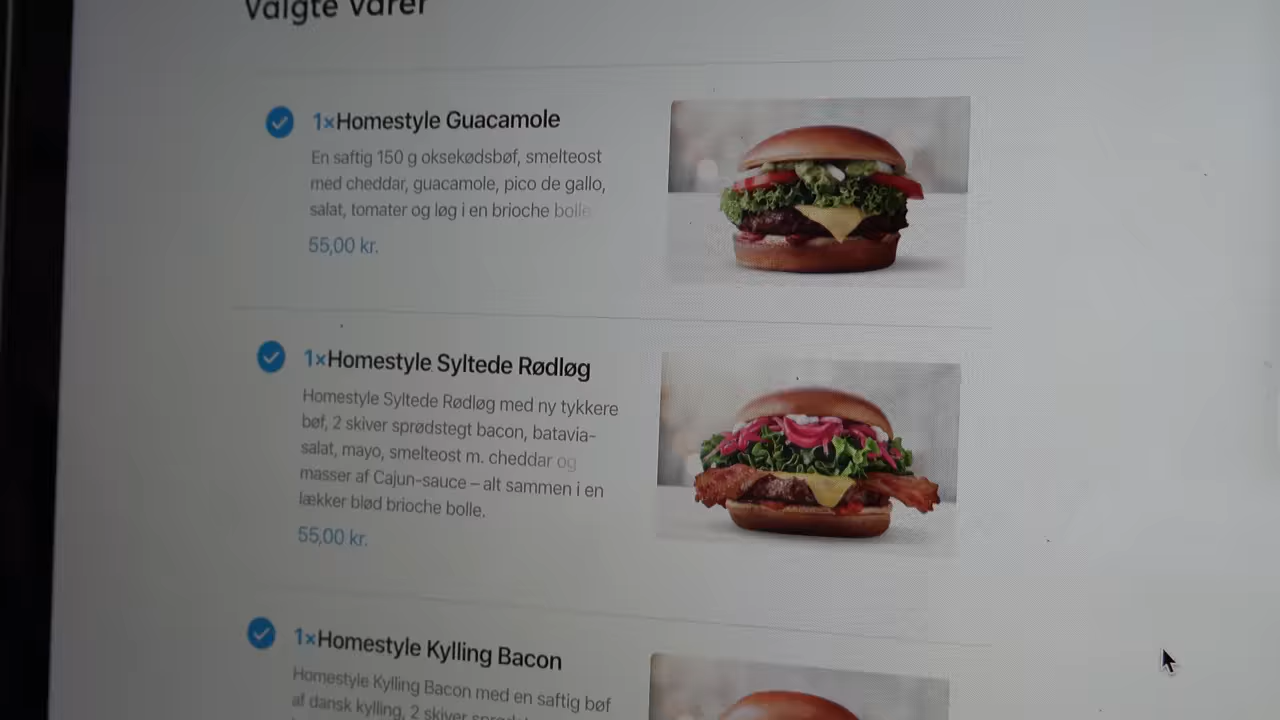 Valgte varer
1×Homestyle Guacamole
En saftig 150 g oksekødsbøf, smelteost
med cheddar, guacamole, pico de gallo,
salat, tomater og løg i en brioche bolle
55,00 kr.
1×Homestyle Syltede Rødløg
Homestyle Syltede Rødløg med ny tykkere
bøf, 2 skiver sprødstegt bacon, batavia-
salat, mayo, smelteost m. cheddar og
masser af Cajun-sauce – alt sammen i en
lækker blød brioche bolle.
55,00 kr.
1×Homestyle Kylling Bacon
Homestyle Kylling Bacon med en saftig bøf
af dansk kylling, 2 skiver